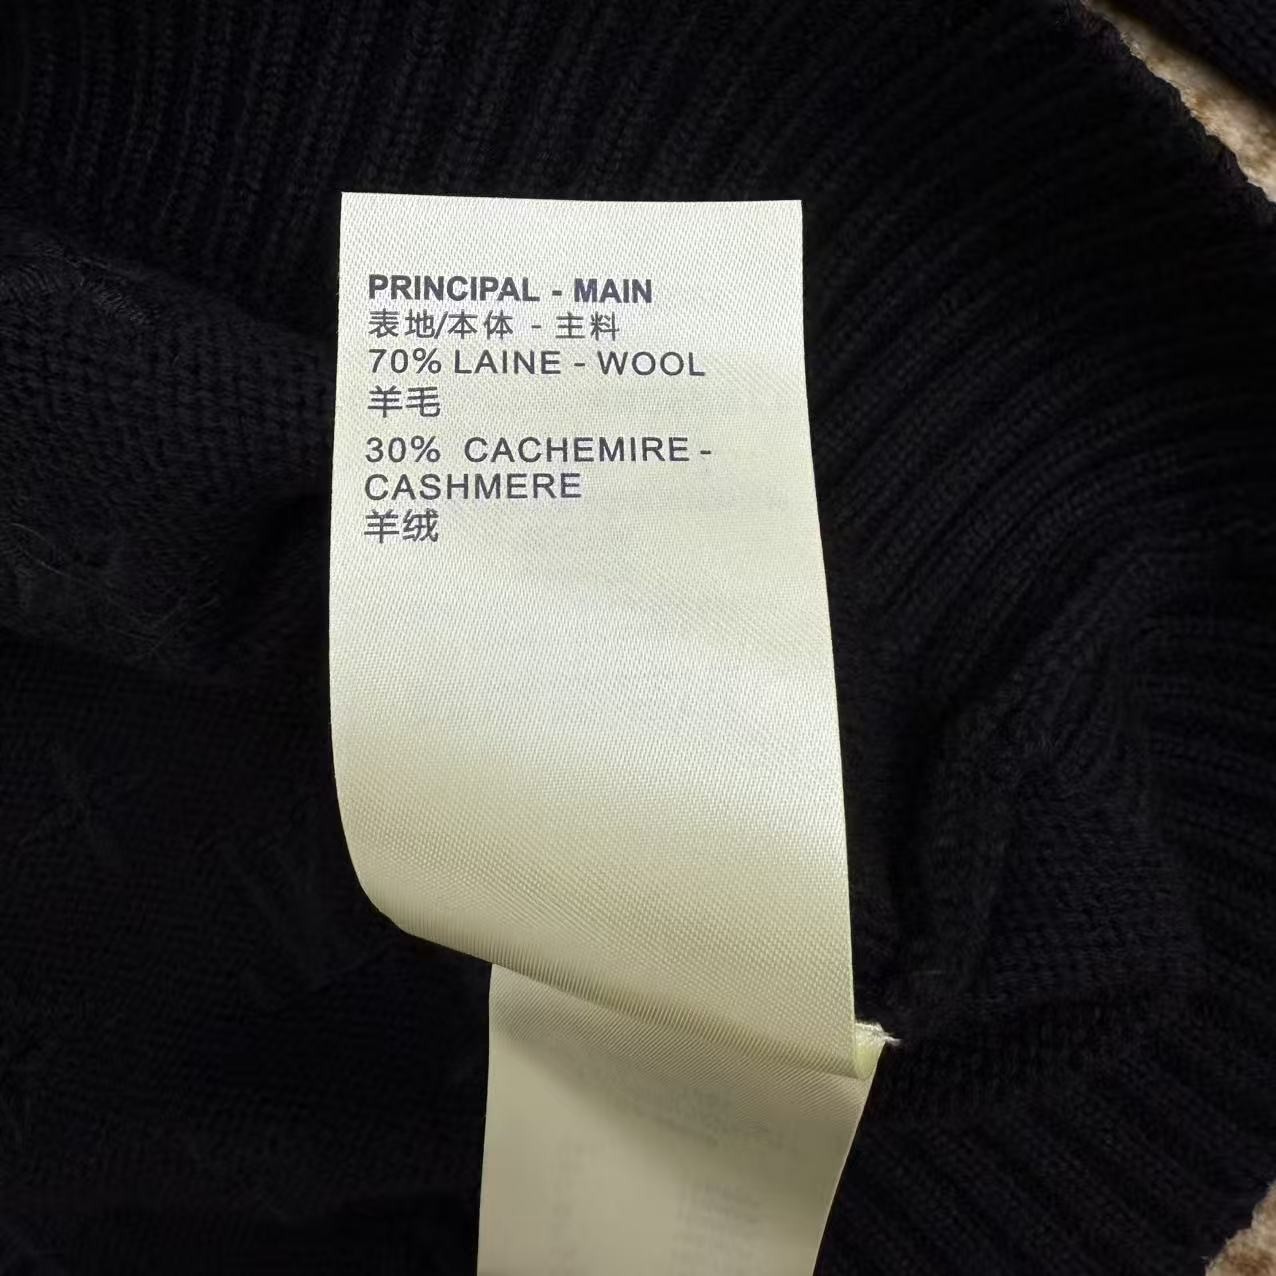 PRINCIPAL - MAIN
表地/本体 - 主料
70% LAINE - WOOL
羊毛
30% CACHEMIRE -
CASHMERE
羊绒